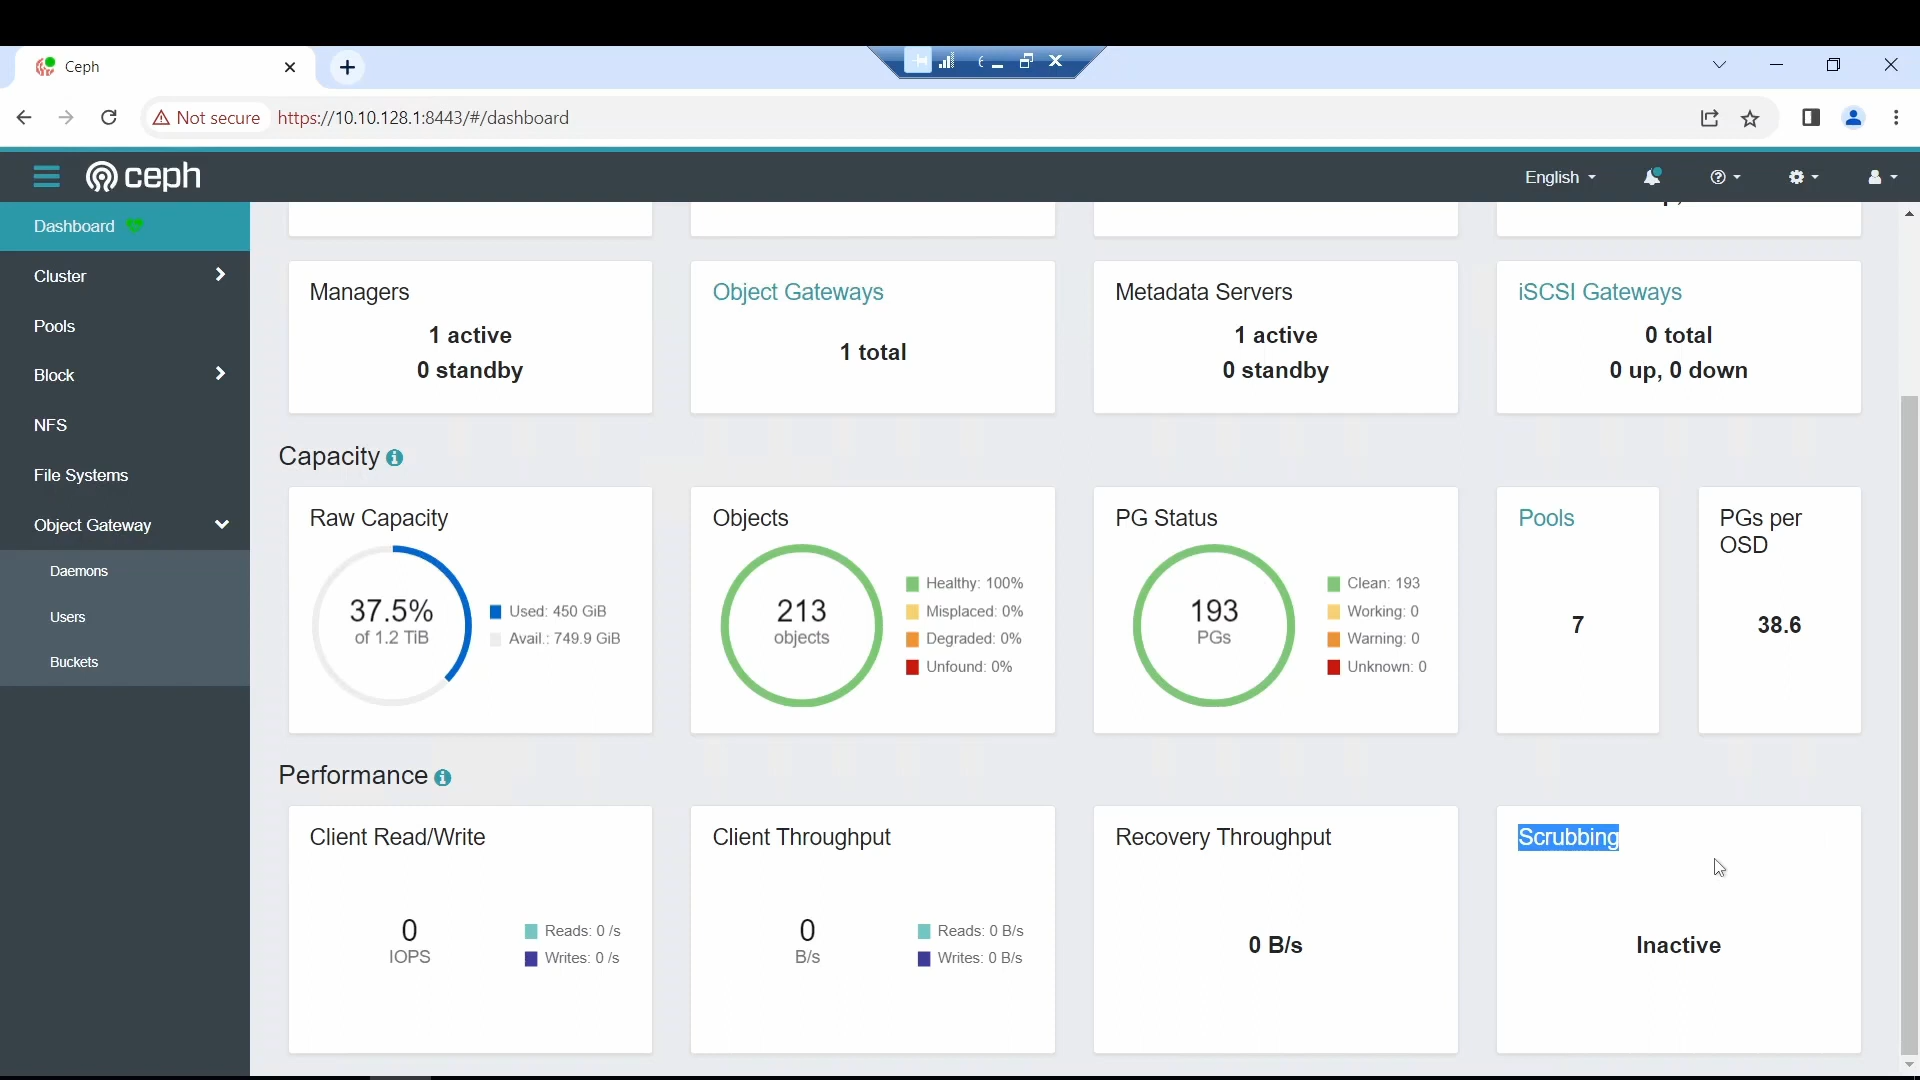 Ceph
Not secure https://10.10.128.1:8443/#/dashboard
ceph
English
Dashboard
Cluster
Pools
Block
NFS
File Systems
Object Gateway
Daemons
Users
Buckets
Managers
1 active
0 standby
Object Gateways
1 total
Metadata Servers
1 active
0 standby
iSCSI Gateways
0 total
0 up, 0 down
Capacity
Raw Capacity
37.5%
of 1.2 TiB
Used: 450 GiB
Avail.: 749.9 GiB
Objects
213
objects
Healthy: 100%
Misplaced: 0%
Degraded: 0%
Unfound: 0%
PG Status
193
PGs
Clean: 193
Working: 0
Warning: 0
Unknown: 0
Pools
7
PGs per
OSD
38.6
Performance
Client Read/Write
0
IOPS
Reads: 0 /s
Writes: 0 /s
Client Throughput
0
B/s
Reads: 0 B/s
Writes: 0 B/s
Recovery Throughput
0 B/s
Scrubbing
Inactive